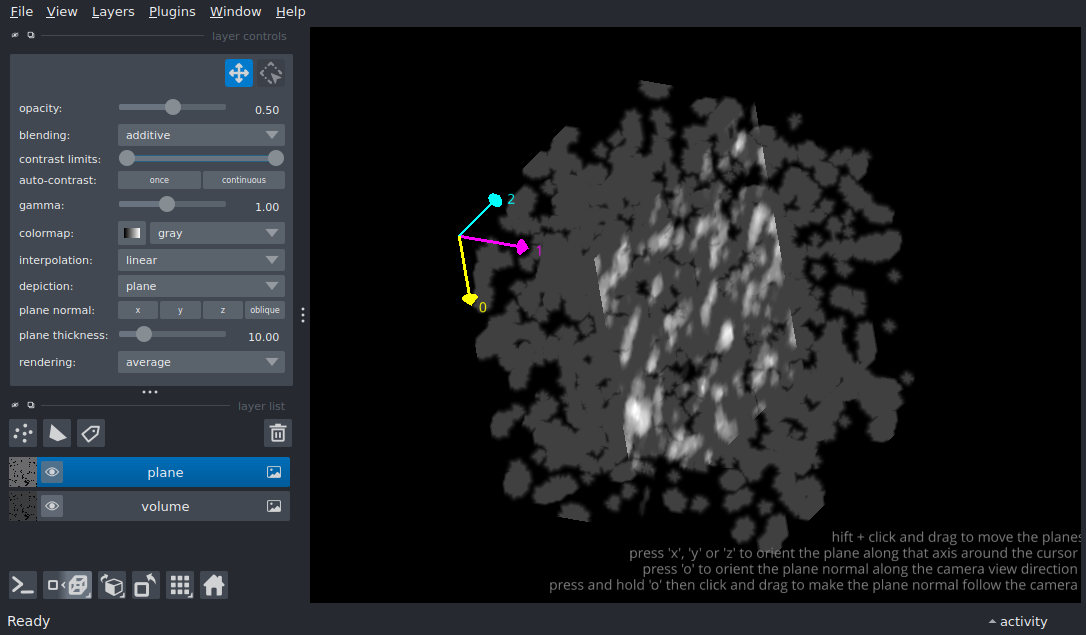 File View Layers Plugins Window Help
layer controls
opacity: 0.50
blending: additive
contrast limits:
auto-contrast: once continuous
gamma: 1.00
colormap: gray
interpolation: linear
depiction: plane
plane normal: x y z oblique
plane thickness: 10.00
rendering: average
layer list
plane
volume
2
1
0
hift + click and drag to move the planes
press 'x', 'y' or 'z' to orient the plane along that axis around the cursor
press 'o' to orient the plane normal along the camera view direction
press and hold 'o' then click and drag to make the plane normal follow the camera
Ready activity